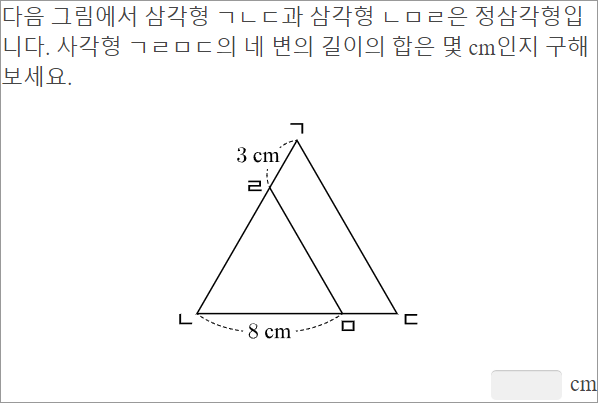 다음 그림에서 삼각형 ㄱㄴㄷ과 삼각형 ㄴㅁㄹ은 정삼각형입
니다. 사각형 ㄱㄹㅁㄷ의 네 변의 길이의 합은 몇 cm인지 구해
보세요.
ㄱ
3 cm
ㄹ
ㄴ
8 cm
ㅁ
ㄷ
cm